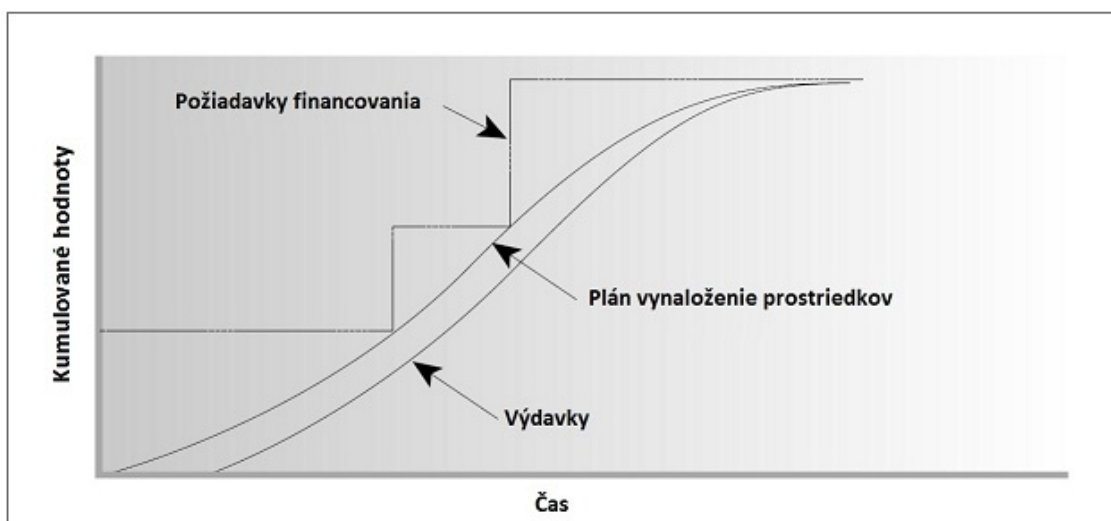 Požiadavky financovania
Kumulované hodnoty
Plán vynaloženie prostriedkov
Výdavky
Čas